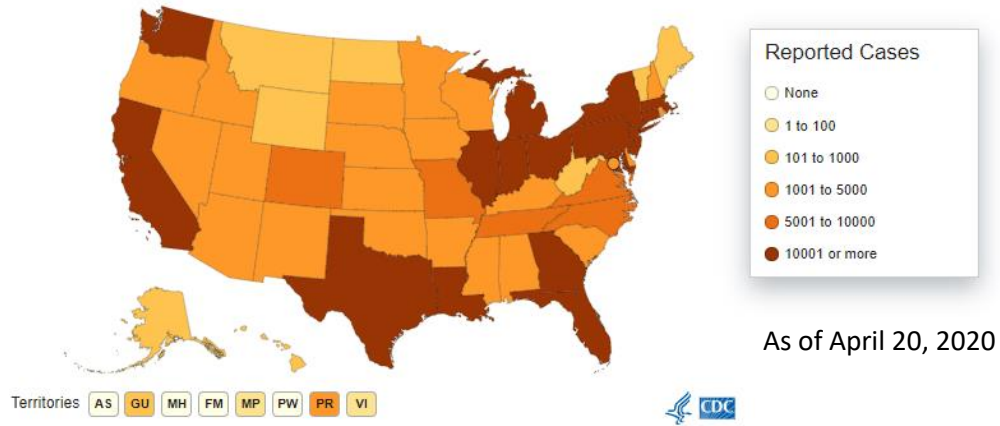 Reported Cases
None
1 to 100
101 to 1000
1001 to 5000
5001 to 10000
10001 or more
As of April 20, 2020
Territories AS GU MH FM MP PW PR VI
CDC